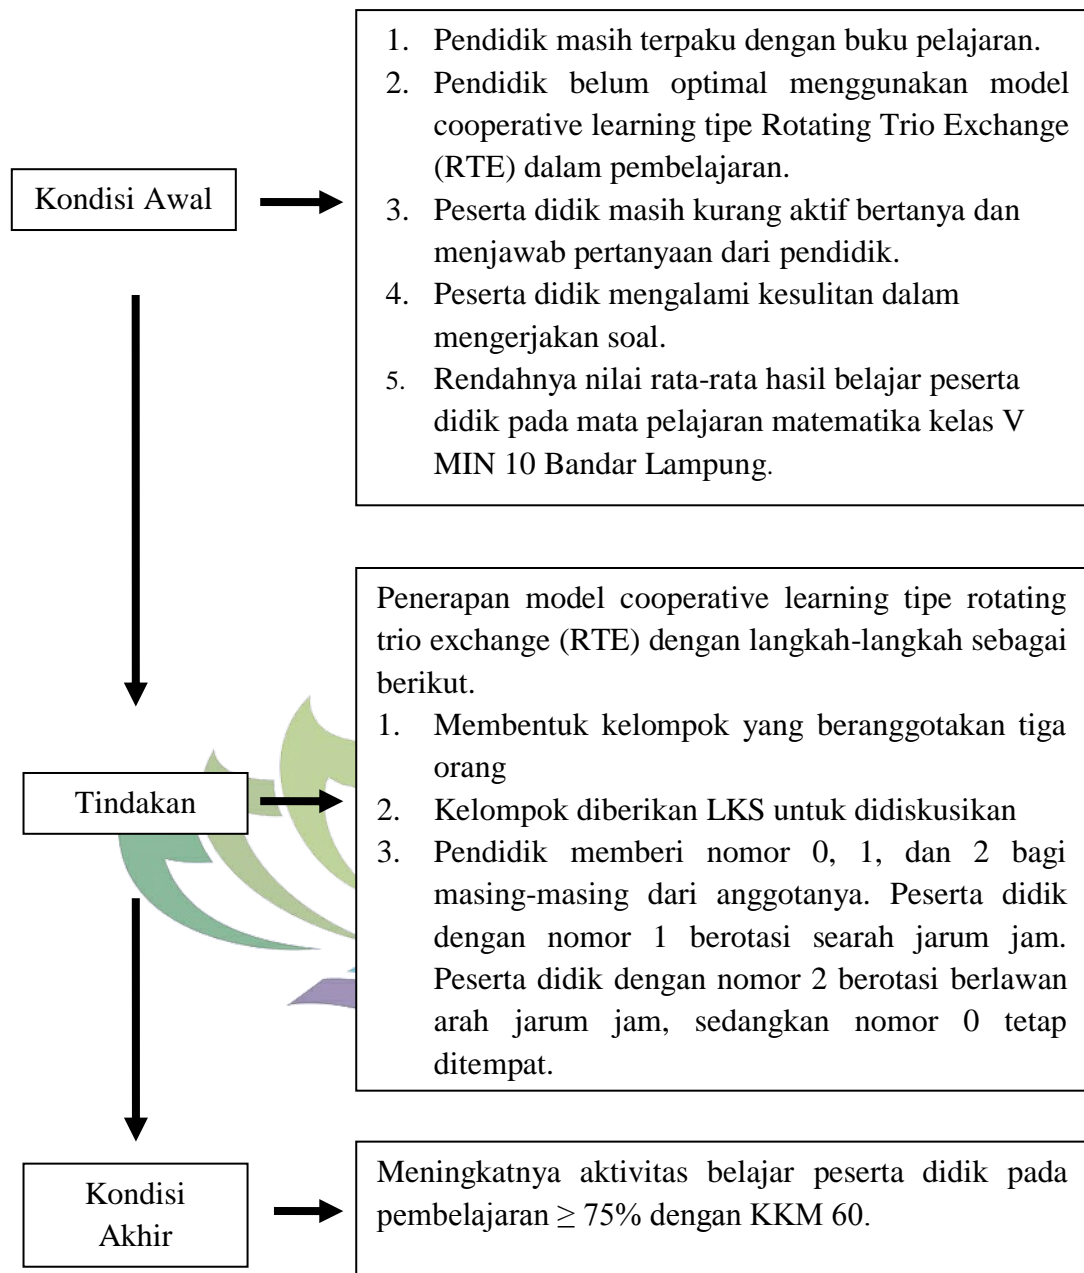 Kondisi Awal
1. Pendidik masih terpaku dengan buku pelajaran.
2. Pendidik belum optimal menggunakan model
cooperative learning tipe Rotating Trio Exchange
(RTE) dalam pembelajaran.
3. Peserta didik masih kurang aktif bertanya dan
menjawab pertanyaan dari pendidik.
4. Peserta didik mengalami kesulitan dalam
mengerjakan soal.
5. Rendahnya nilai rata-rata hasil belajar peserta
didik pada mata pelajaran matematika kelas V
MIN 10 Bandar Lampung.
Tindakan
Penerapan model cooperative learning tipe rotating
trio exchange (RTE) dengan langkah-langkah sebagai
berikut.
1. Membentuk kelompok yang beranggotakan tiga
orang
2. Kelompok diberikan LKS untuk didiskusikan
3. Pendidik memberi nomor 0, 1, dan 2 bagi
masing-masing dari anggotanya. Peserta didik
dengan nomor 1 berotasi searah jarum jam.
Peserta didik dengan nomor 2 berotasi berlawan
arah jarum jam, sedangkan nomor 0 tetap
ditempat.
Kondisi
Akhir
Meningkatnya aktivitas belajar peserta didik pada
pembelajaran ≥ 75% dengan KKM 60.